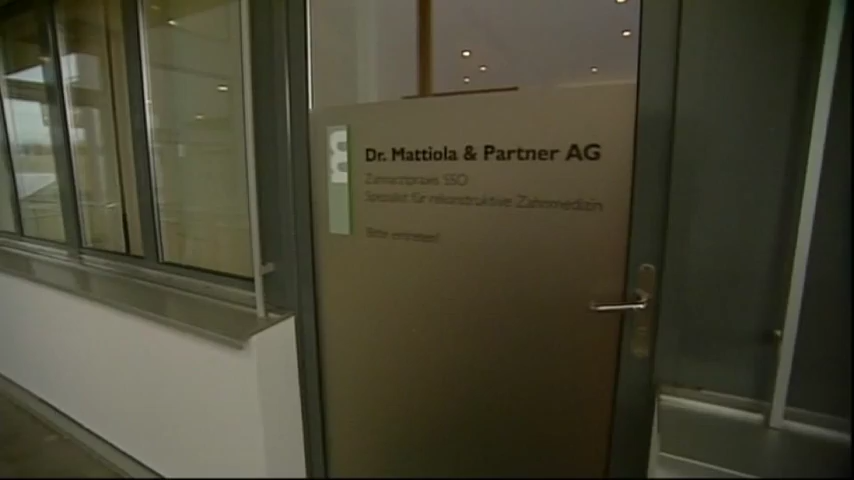 Dr. Mattiola & Partner AG
Zahnarztpraxis SSO
Spezialist für rekonstruktive Zahnmedizin
Bitte eintreten!